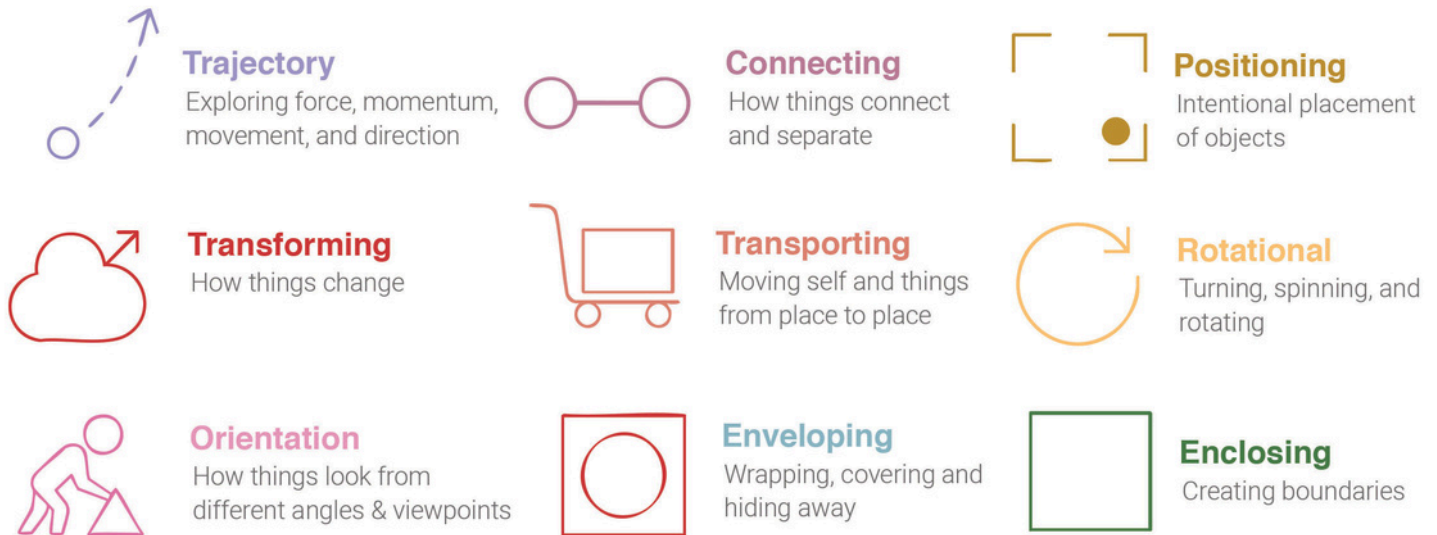 Trajectory
Exploring force, momentum,
movement, and direction
Connecting
How things connect
and separate
Positioning
Intentional placement
of objects
Transforming
How things change
Transporting
Moving self and things
from place to place
Rotational
Turning, spinning, and
rotating
Orientation
How things look from
different angles & viewpoints
Enveloping
Wrapping, covering and
hiding away
Enclosing
Creating boundaries